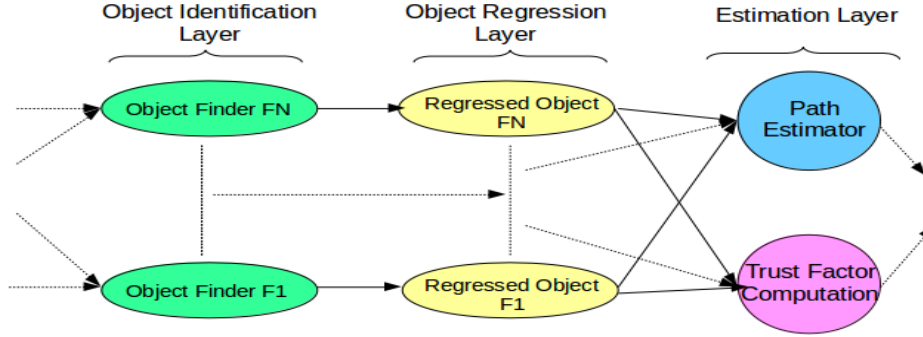 Object Identification
Layer
Object Regression
Layer
Estimation Layer
Object Finder FN
Regressed Object
FN
Path
Estimator
Object Finder F1
Regressed Object
F1
Trust Factor
Computation